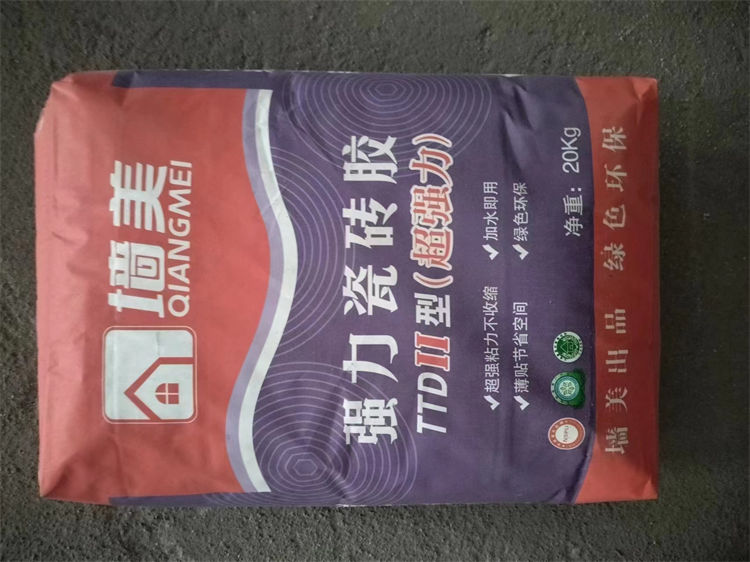 墙美
QIANGMEI
强力瓷砖胶
TTDII型(超强力)
✓超强粘力不收缩 ✓加水即用
✓薄贴节省空间 ✓绿色环保
净重：20Kg
墙美出品 绿色环保